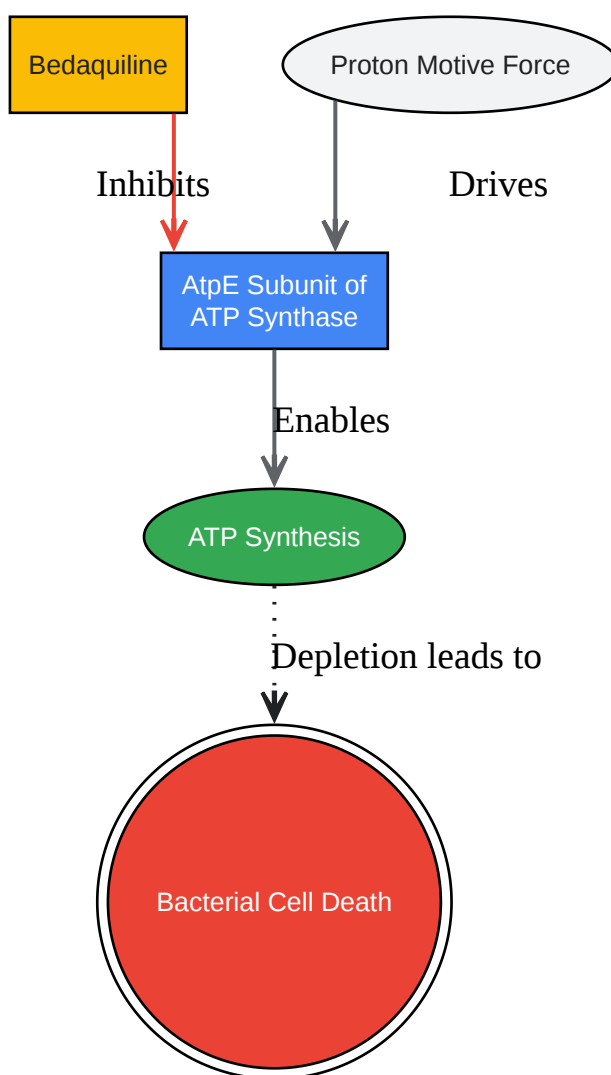 Bedaquiline
Proton Motive Force
Inhibits
Drives
AtpE Subunit of
ATP Synthase
Enables
ATP Synthesis
Depletion leads to
Bacterial Cell Death